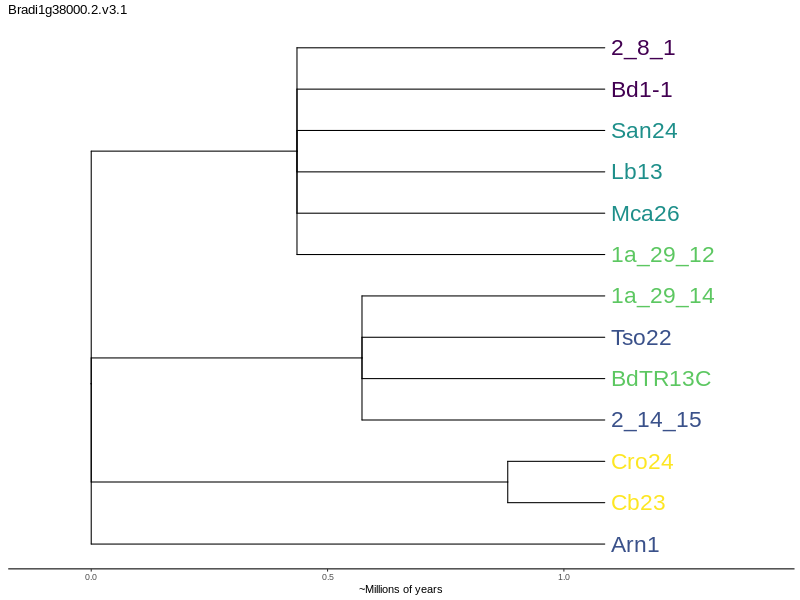 Bradi1g38000.2.v3.1
2_8_1
Bd1-1
San24
Lb13
Mca26
1a_29_12
1a_29_14
Tso22
BdTR13C
2_14_15
Cro24
Cb23
Arn1
0.0 0.5 1.0
~Millions of years